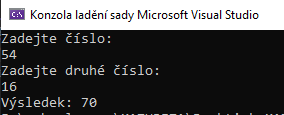 Konzola ladění sady Microsoft Visual Studio
Zadejte číslo:
54
Zadejte druhé číslo:
16
Výsledek: 70